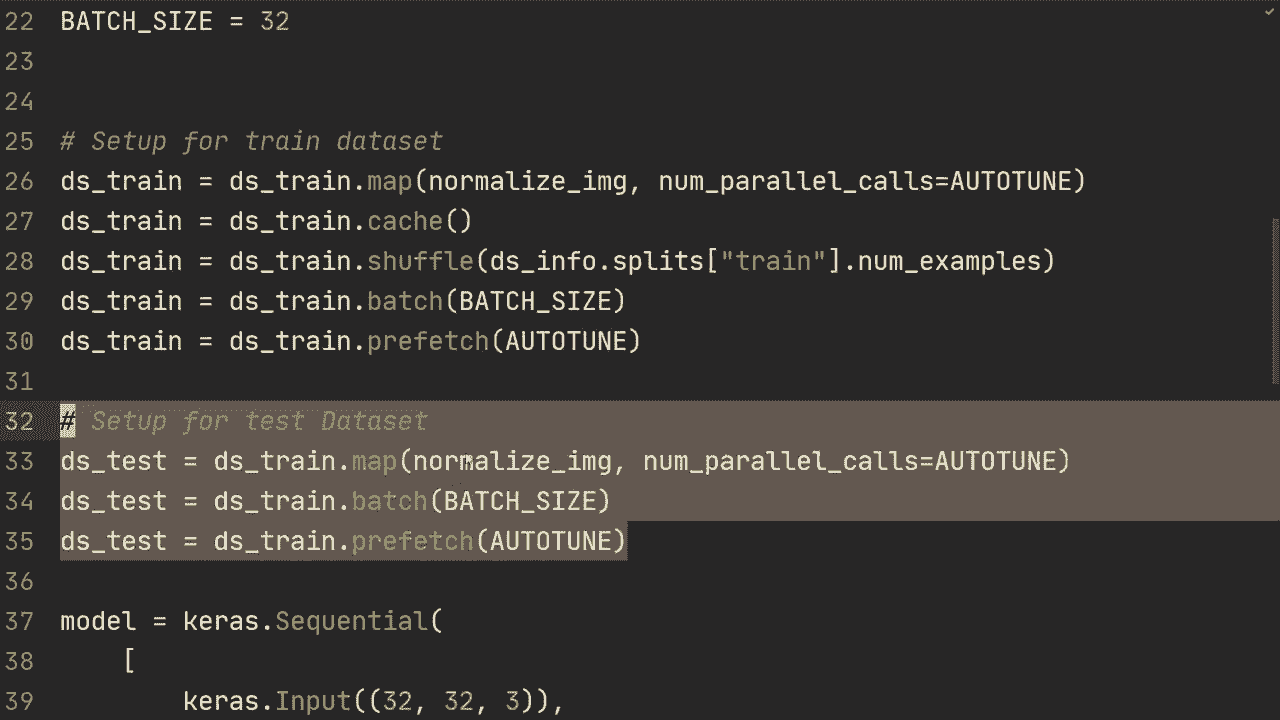 22 BATCH_SIZE = 32
23
24
25 # Setup for train dataset
26 ds_train = ds_train.map(normalize_img, num_parallel_calls=AUTOTUNE)
27 ds_train = ds_train.cache()
28 ds_train = ds_train.shuffle(ds_info.splits["train"].num_examples)
29 ds_train = ds_train.batch(BATCH_SIZE)
30 ds_train = ds_train.prefetch(AUTOTUNE)
31
32 # Setup for test Dataset
33 ds_test = ds_train.map(normalize_img, num_parallel_calls=AUTOTUNE)
34 ds_test = ds_train.batch(BATCH_SIZE)
35 ds_test = ds_train.prefetch(AUTOTUNE)
36
37 model = keras.Sequential(
38     [
39         keras.Input((32, 32, 3)),